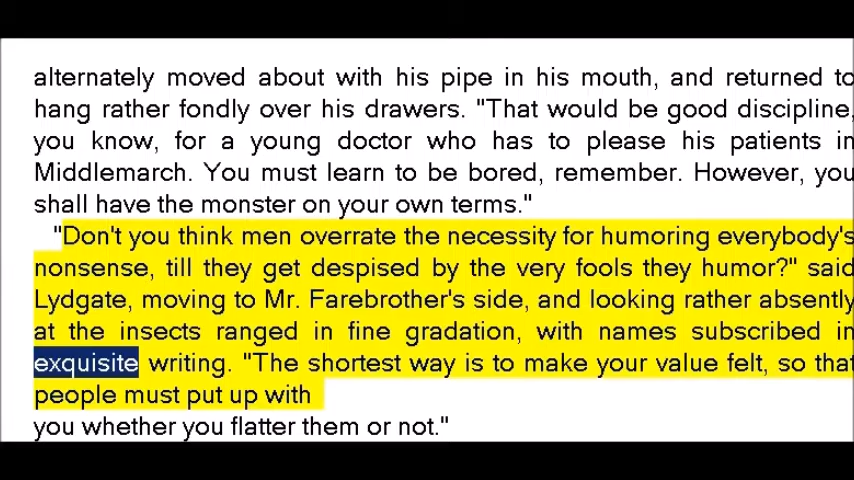 alternately moved about with his pipe in his mouth, and returned to
hang rather fondly over his drawers. "That would be good discipline,
you know, for a young doctor who has to please his patients in
Middlemarch. You must learn to be bored, remember. However, you
shall have the monster on your own terms."
"Don't you think men overrate the necessity for humoring everybody's
nonsense, till they get despised by the very fools they humor?" said
Lydgate, moving to Mr. Farebrother's side, and looking rather absently
at the insects ranged in fine gradation, with names subscribed in
exquisite writing. "The shortest way is to make your value felt, so that
people must put up with
you whether you flatter them or not."